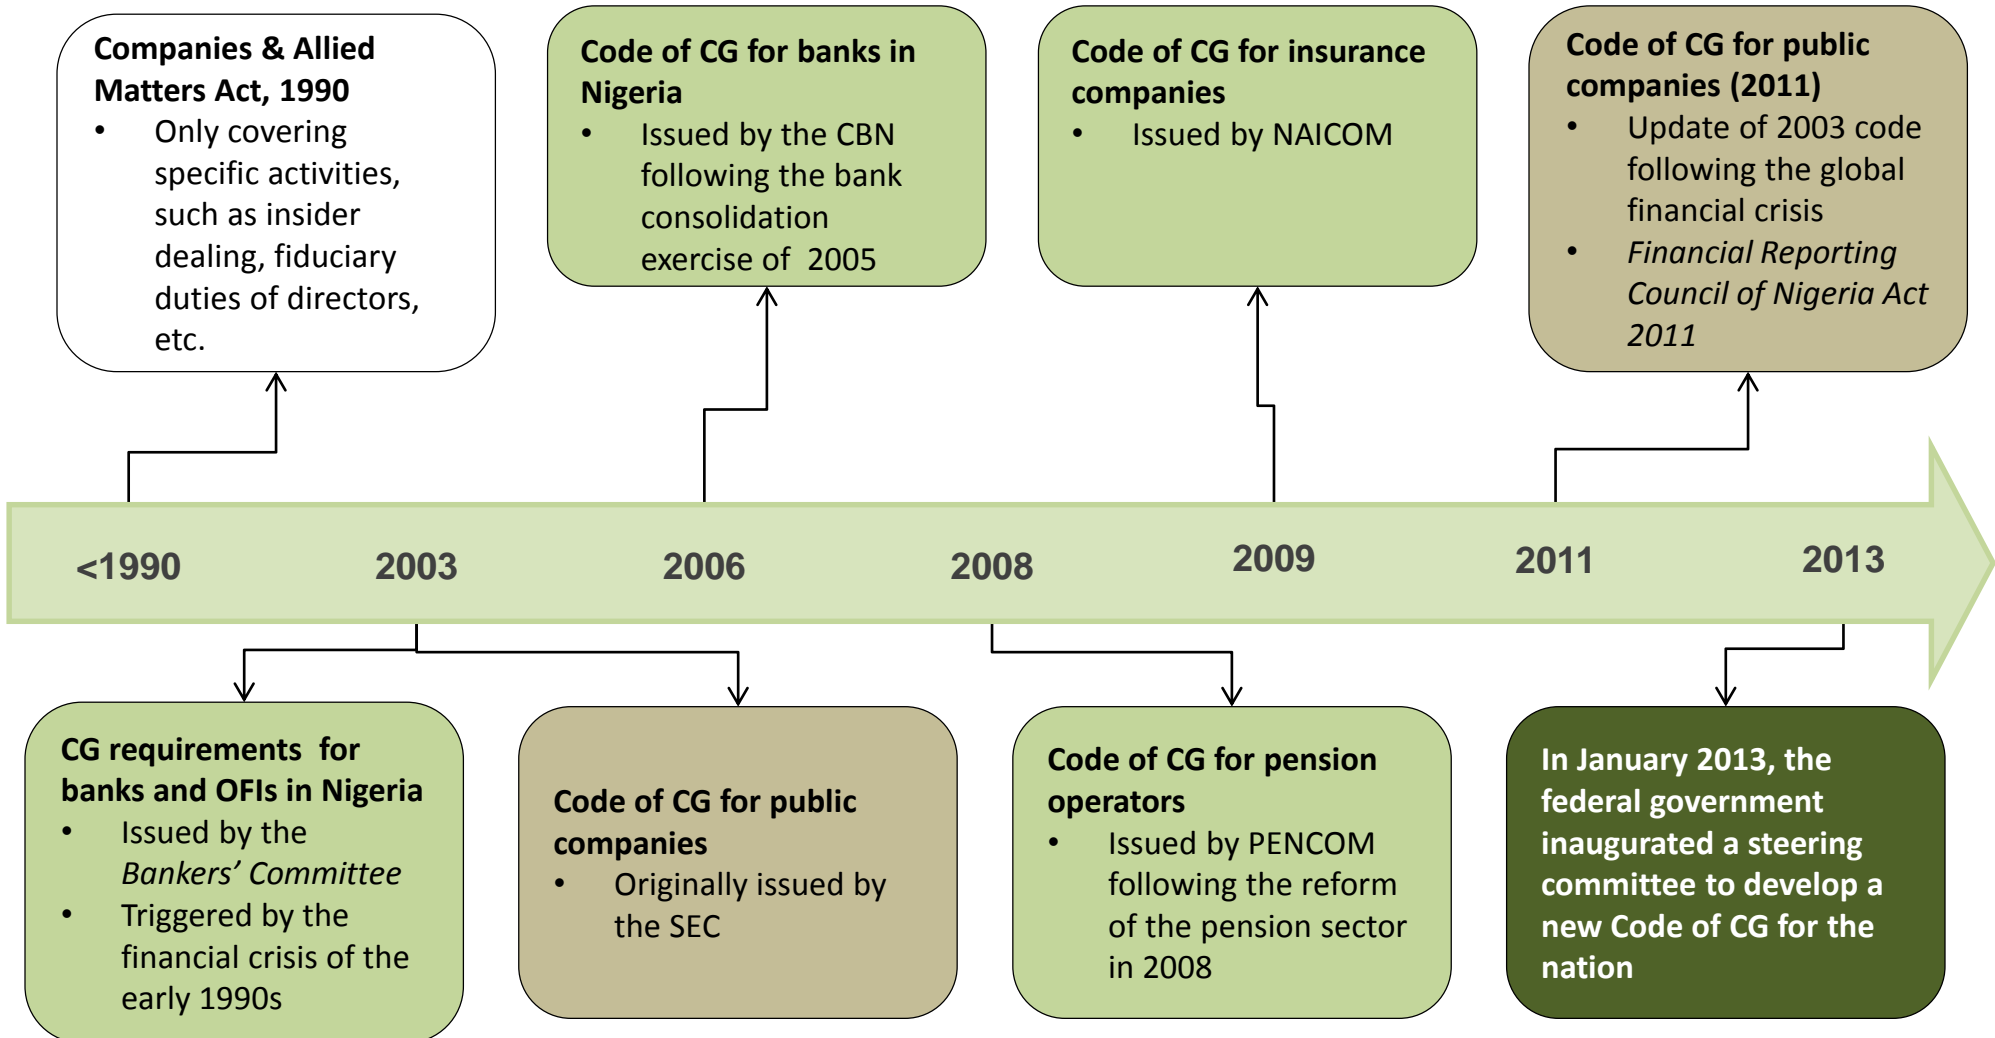 Companies & Allied
Matters Act, 1990
• Only covering
specific activities,
such as insider
dealing, fiduciary
duties of directors,
etc.
Code of CG for banks in
Nigeria
• Issued by the CBN
following the bank
consolidation
exercise of 2005
Code of CG for insurance
companies
• Issued by NAICOM
Code of CG for public
companies (2011)
• Update of 2003 code
following the global
financial crisis
• Financial Reporting
Council of Nigeria Act
2011
<1990 2003 2006 2008 2009 2011 2013
CG requirements for
banks and OFIs in Nigeria
• Issued by the
Bankers’ Committee
• Triggered by the
financial crisis of the
early 1990s
Code of CG for public
companies
• Originally issued by
the SEC
Code of CG for pension
operators
• Issued by PENCOM
following the reform
of the pension sector
in 2008
In January 2013, the
federal government
inaugurated a steering
committee to develop a
new Code of CG for the
nation